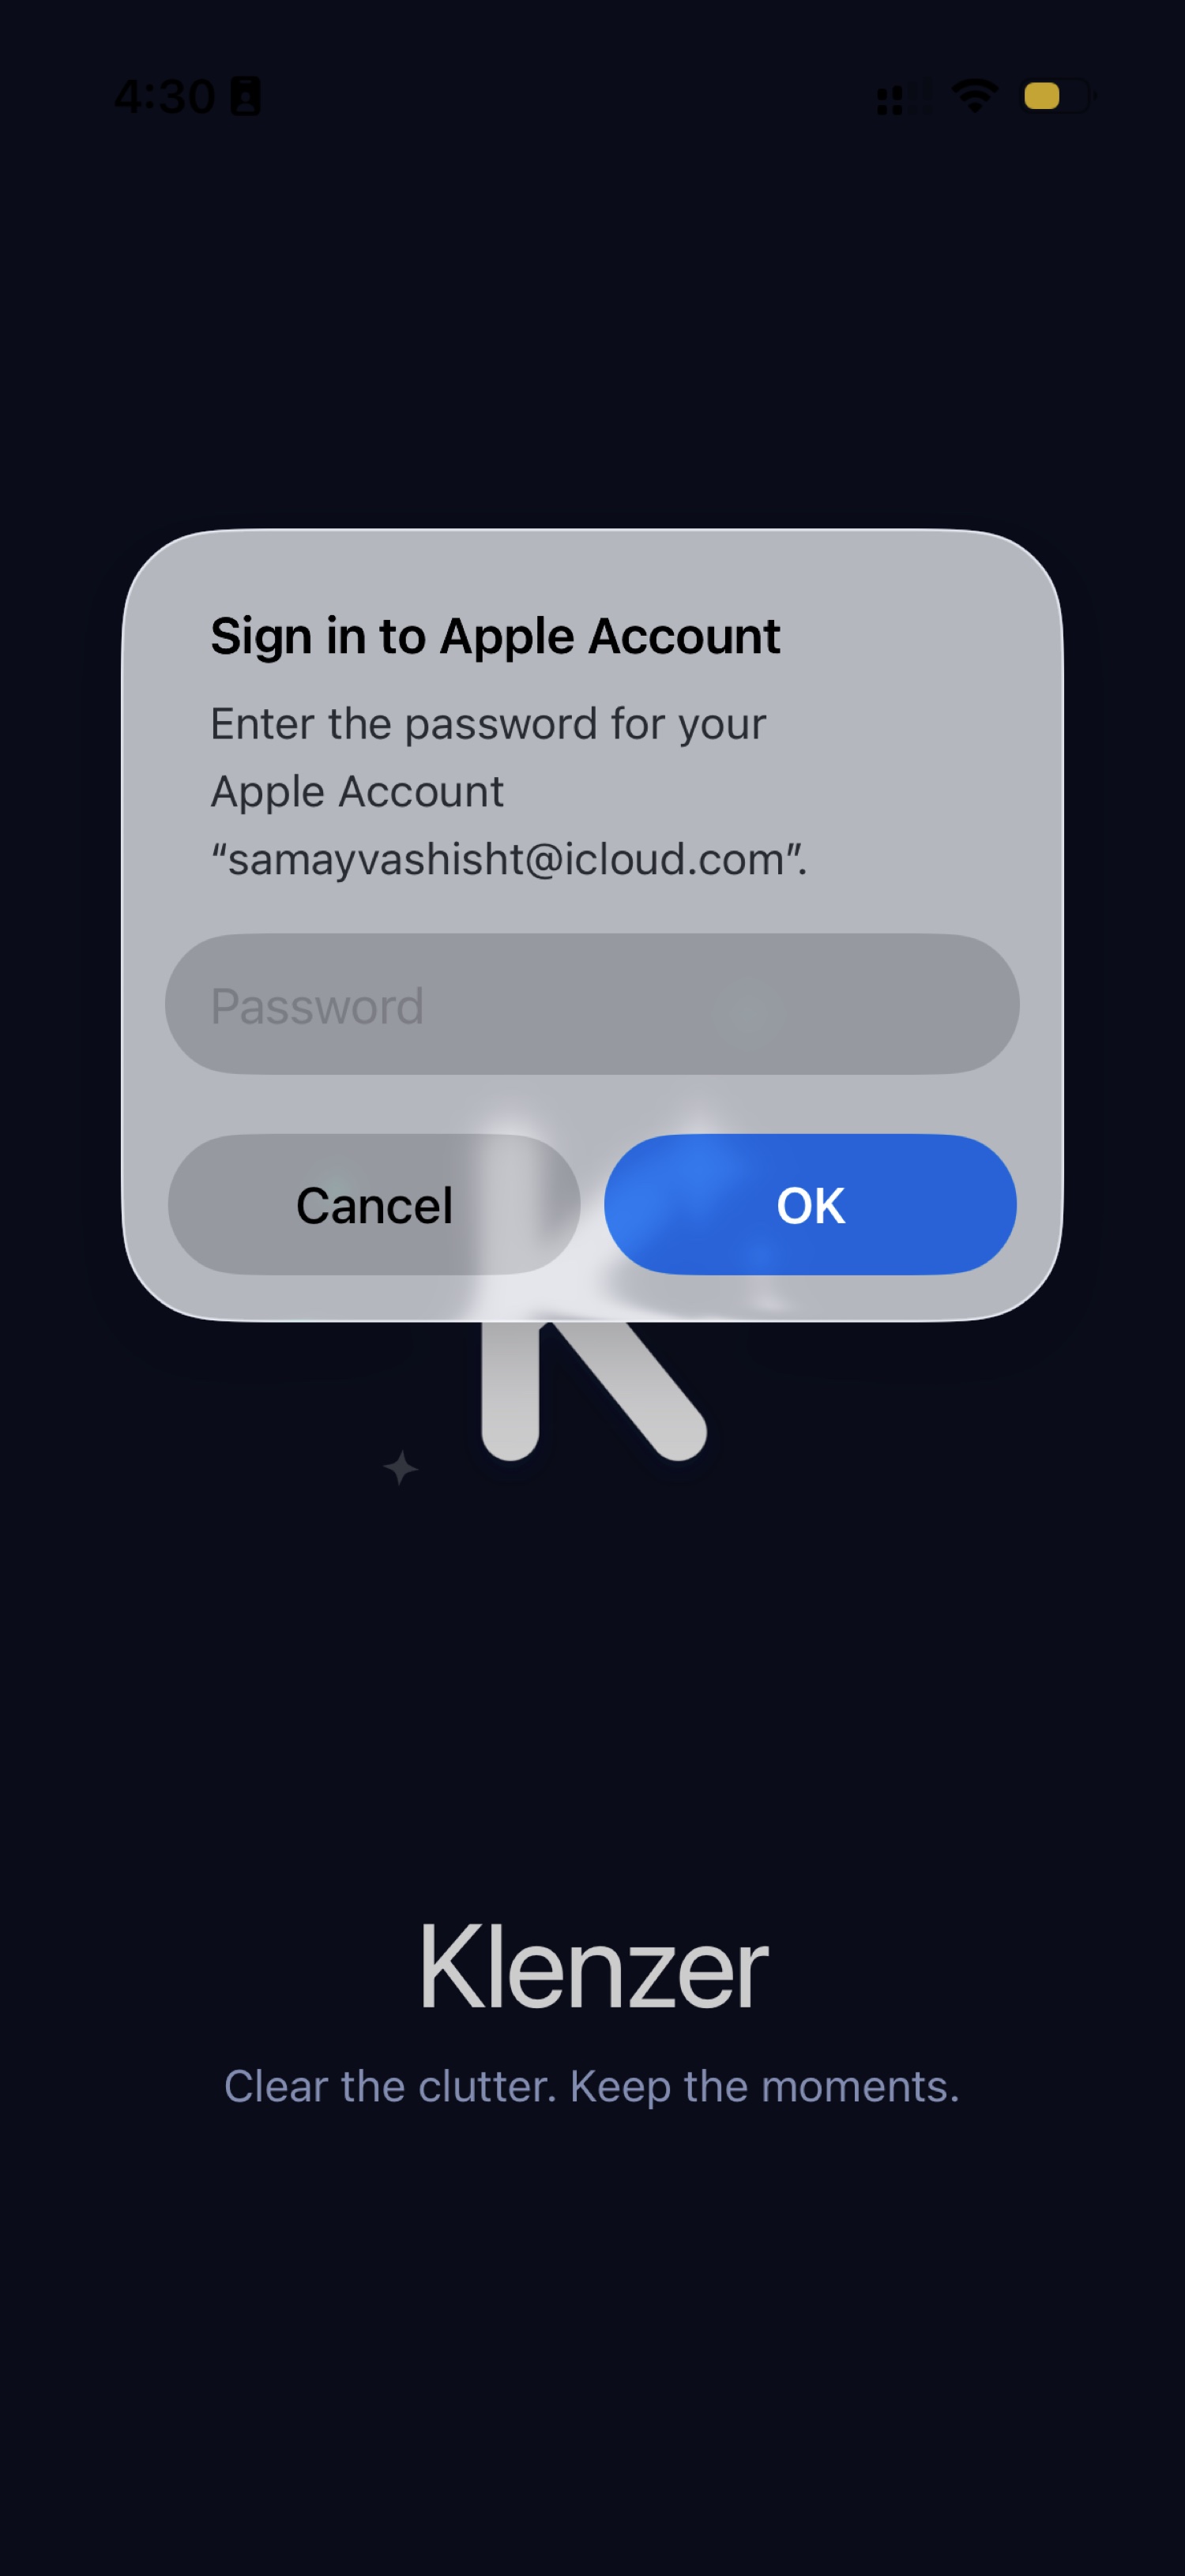 4:30
Sign in to Apple Account
Enter the password for your
Apple Account
“samayvashisht@icloud.com”.
Password
Cancel
OK
Klenzer
Clear the clutter. Keep the moments.